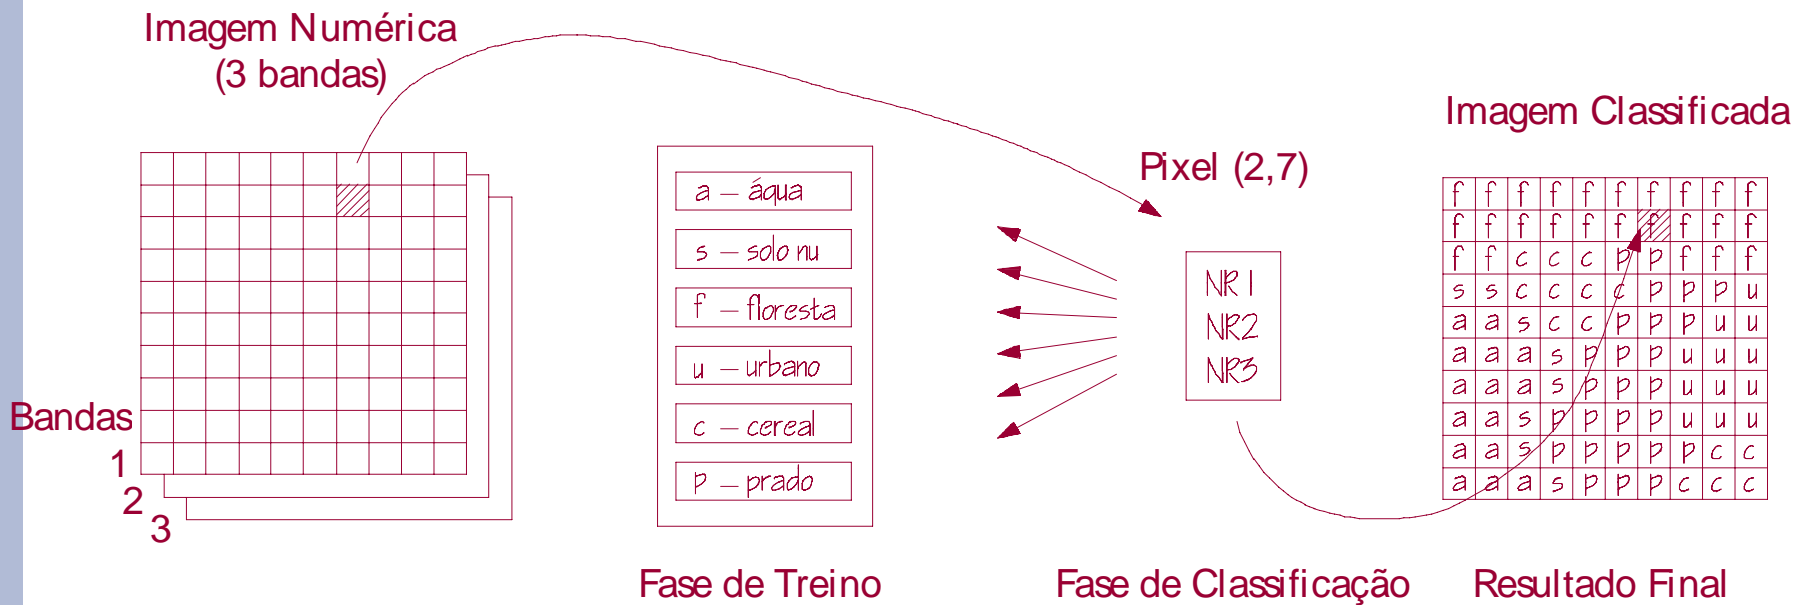 Imagem Numérica
(3 bandas)
Bandas
1
2
3
a – áqua
s – solo nu
f – floresta
u – urbano
c – cereal
p – prado
Fase de Treino
Pixel (2,7)
NR1
NR2
NR3
Fase de Classificação
Imagem Classificada
f f f f f f f f f f
f f f f f f f f f f
f f c c c p p f f f
s s c c c c p p p u
a a s c c p p p u u
a a a s p p p u u u
a a a s p p p u u u
a a s p p p p u u u
a a s p p p p p c c
a a a s p p p c c c
Resultado Final